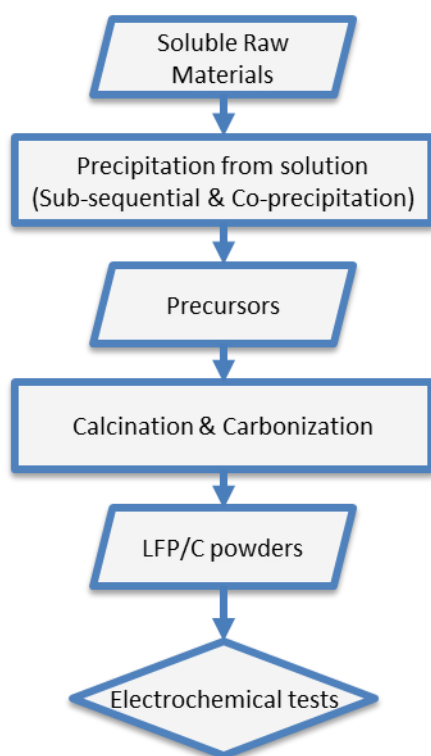 Soluble Raw
Materials
Precipitation from solution
(Sub-sequential & Co-precipitation)
Precursors
Calcination & Carbonization
LFP/C powders
Electrochemical tests